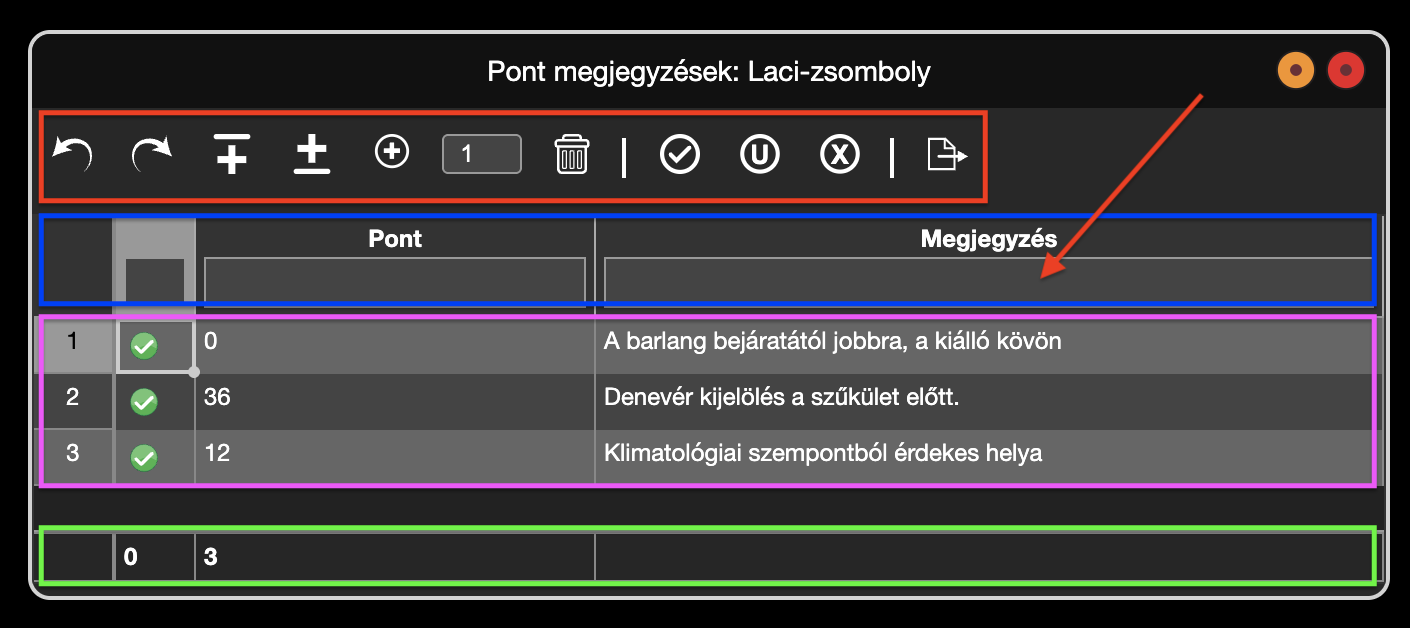 Pont megjegyzések: Laci-zsomboly
1
U X
Pont Megjegyzés
1 0 A barlang bejáratától jobbra, a kiálló kövön
2 36 Denevér kijelölés a szűkület előtt.
3 12 Klimatológiai szempontból érdekes helya
0 3